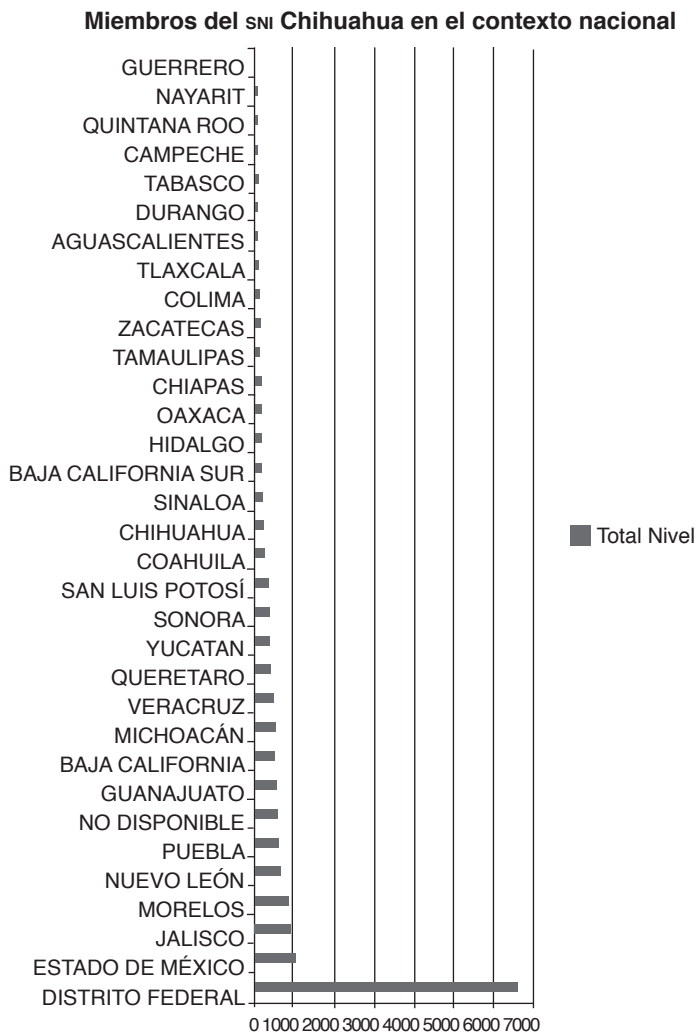 Miembros del SNI Chihuahua en el contexto nacional
GUERRERO
NAYARIT
QUINTANA ROO
CAMPECHE
TABASCO
DURANGO
AGUASCALIENTES
TLAXCALA
COLIMA
ZACATECAS
TAMAULIPAS
CHIAPAS
OAXACA
HIDALGO
BAJA CALIFORNIA SUR
SINALOA
CHIHUAHUA
COAHUILA
SAN LUIS POTOSÍ
SONORA
YUCATAN
QUERETARO
VERACRUZ
MICHOACÁN
BAJA CALIFORNIA
GUANAJUATO
NO DISPONIBLE
PUEBLA
NUEVO LEÓN
MORELOS
JALISCO
ESTADO DE MÉXICO
DISTRITO FEDERAL
0 1000 2000 3000 4000 5000 6000 7000
Total Nivel